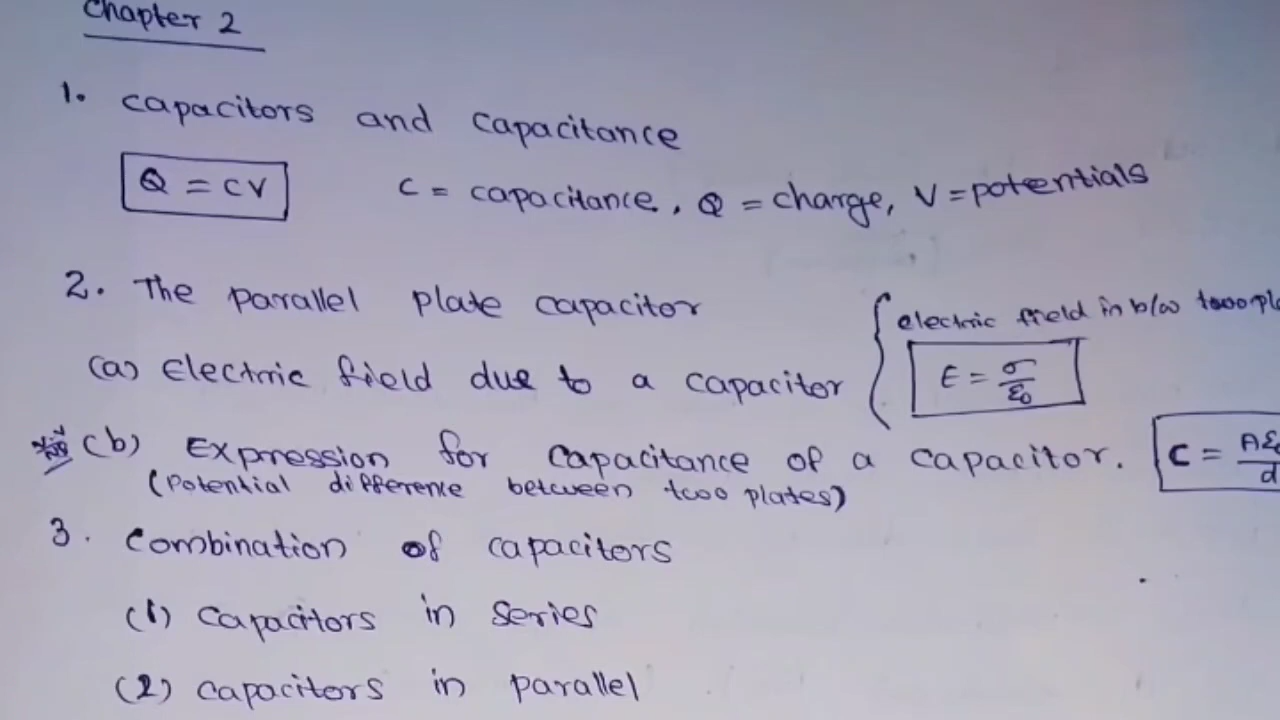 Chapter 2
1. capacitors and capacitance
Q = CV C = capacitance, Q = charge, V = potentials
2. The parallel plate capacitor
electric field in b/w
(a) Electric field due to a capacitor
E = σ/ε0
(b) Expression for capacitance of a capacitor. C = Aε/d
(Potential difference between two plates)
3. Combination of capacitors
(1) capacitors in series
(2) capacitors in parallel